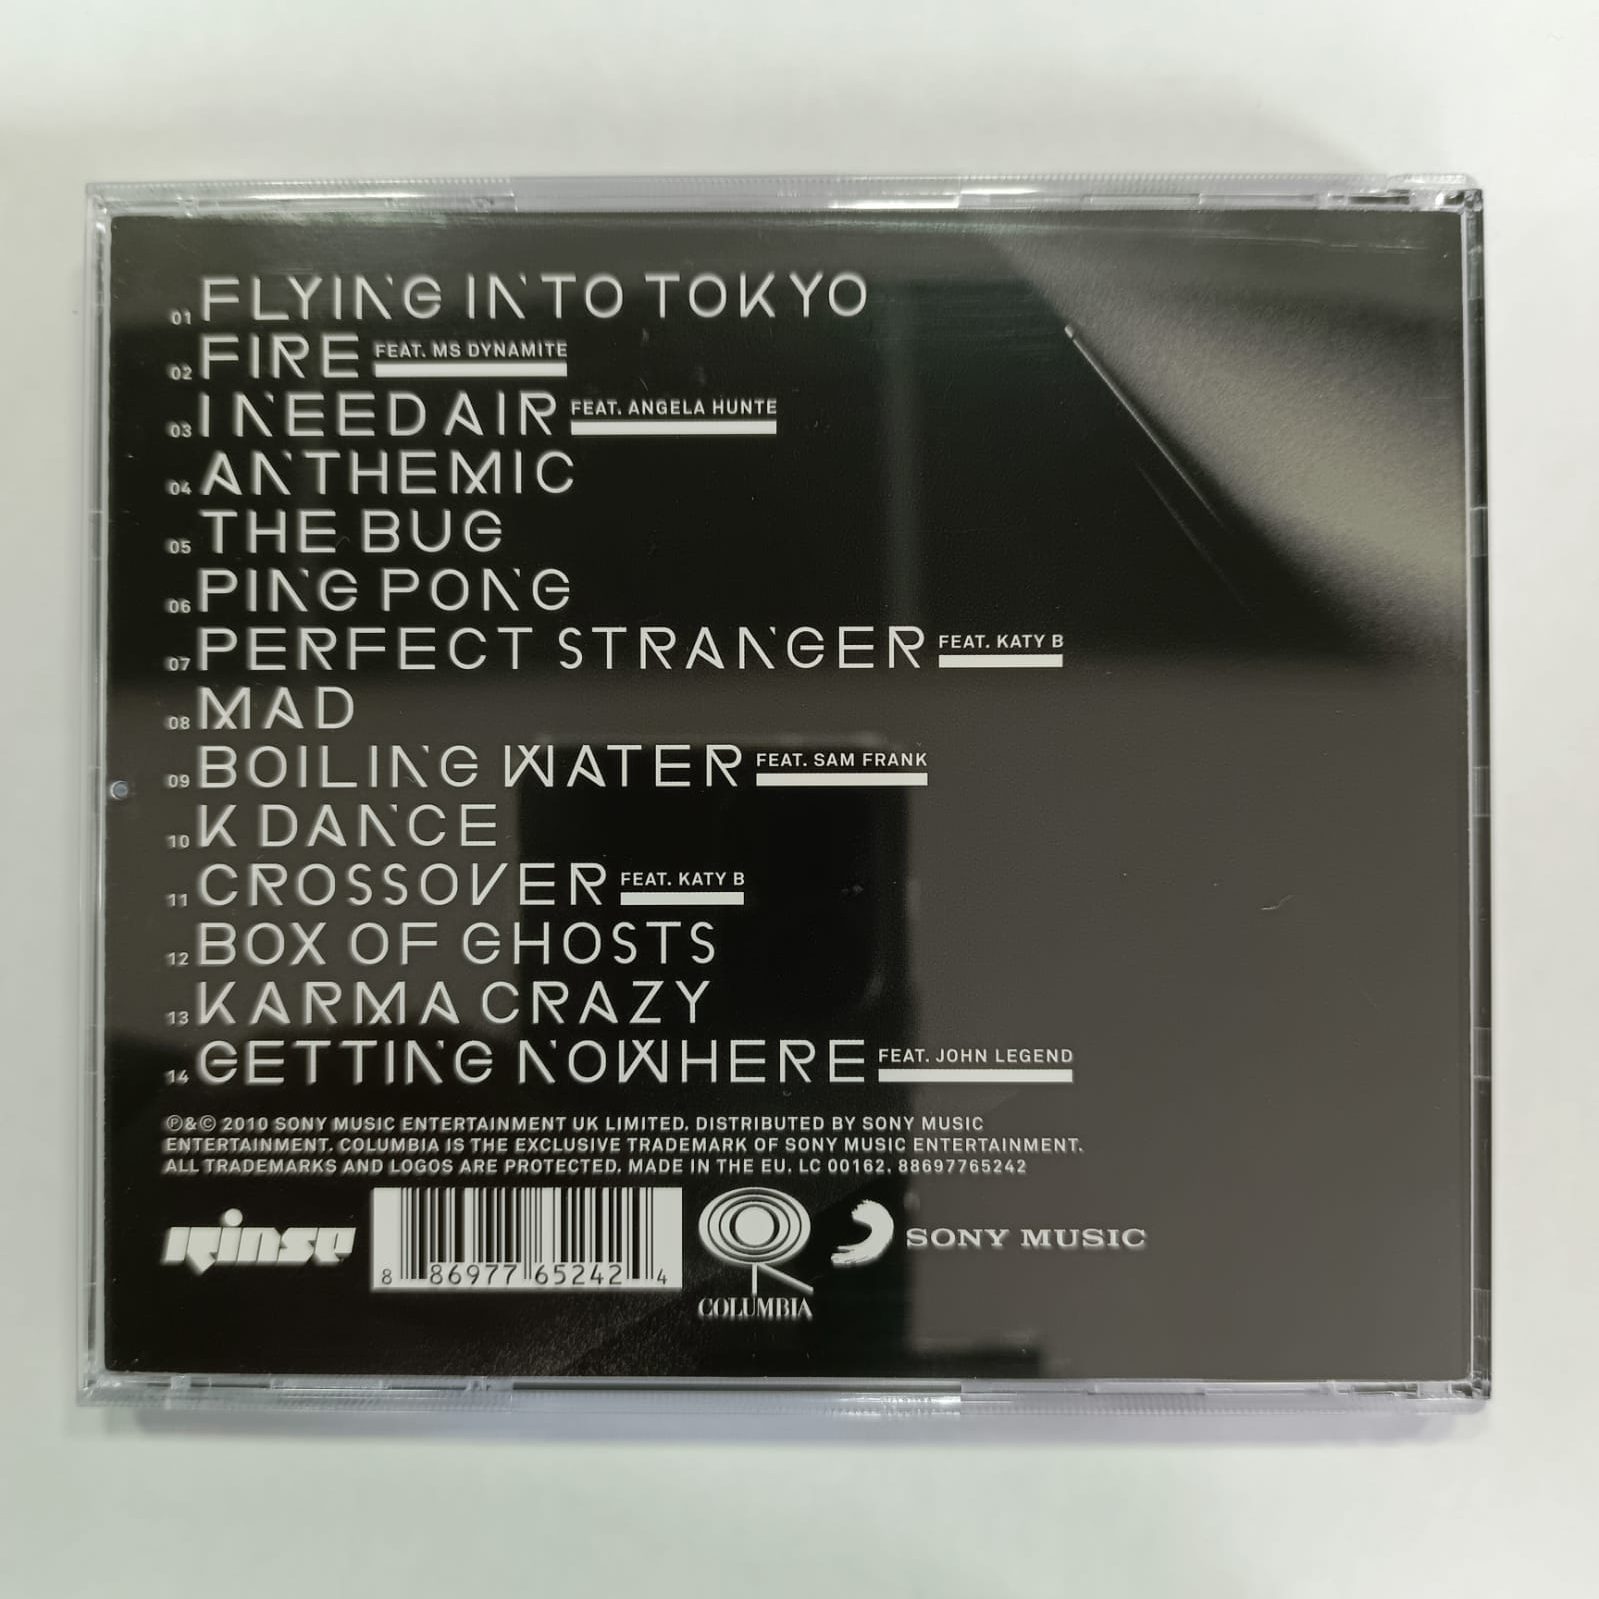 01 FLYING INTO TOKYO
02 FIRE FEAT. MS DYNAMITE
03 I NEED AIR FEAT. ANGELA HUNTE
04 ANTHEMIC
05 THE BUG
06 PING PONG
07 PERFECT STRANGER FEAT. KATY B
08 MAD
09 BOILING WATER FEAT. SAM FRANK
10 K DANCE
11 CROSSOVER FEAT. KATY B
12 BOX OF GHOSTS
13 KARMA CRAZY
14 GETTING NOWHERE FEAT. JOHN LEGEND
℗&© 2010 SONY MUSIC ENTERTAINMENT UK LIMITED. DISTRIBUTED BY SONY MUSIC
ENTERTAINMENT. COLUMBIA IS THE EXCLUSIVE TRADEMARK OF SONY MUSIC ENTERTAINMENT.
ALL TRADEMARKS AND LOGOS ARE PROTECTED. MADE IN THE EU. LC 00162. 88697765242
rinse
8 86977 65242 4
COLUMBIA
SONY MUSIC